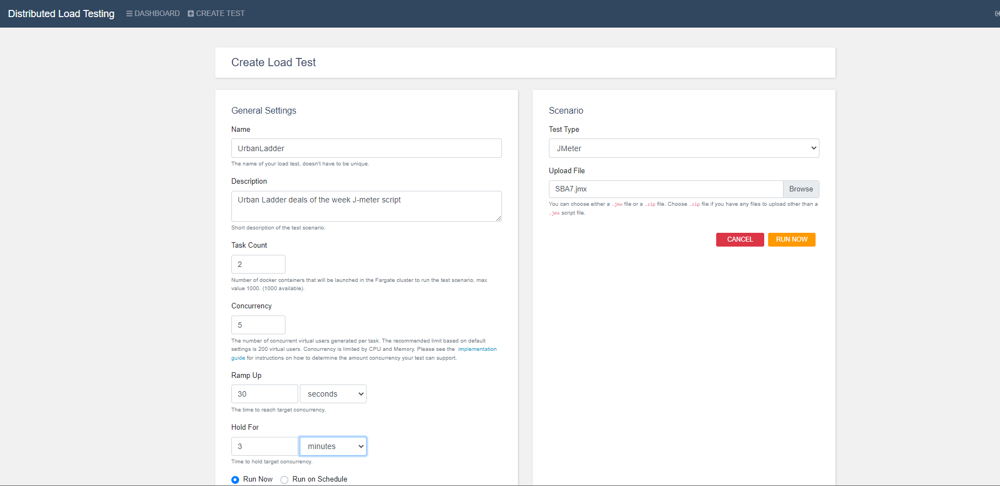 Distributed Load Testing DASHBOARD CREATE TEST
Create Load Test
General Settings
Name
UrbanLadder
The name of your load test, doesn't have to be unique.
Description
Urban Ladder deals of the week J-meter script
Short description of the test scenario.
Task Count
2
Number of docker containers that will be launched in the Fargate cluster to run the test scenario, max
value 1000. (1000 available).
Concurrency
5
The number of concurrent virtual users generated per task. The recommended limit based on default
settings is 200 virtual users. Concurrency is limited by CPU and Memory. Please see the implementation
guide for instructions on how to determine the amount concurrency your test can support.
Ramp Up
30 seconds
The time to reach target concurrency.
Hold For
3 minutes
Time to hold target concurrency.
Run Now Run on Schedule
Scenario
Test Type
JMeter
Upload File
SBA7.jmx Browse
You can choose either a .jmx file or a .zip file. Choose .zip file if you have any files to upload other than a
.jmx script file.
CANCEL RUN NOW